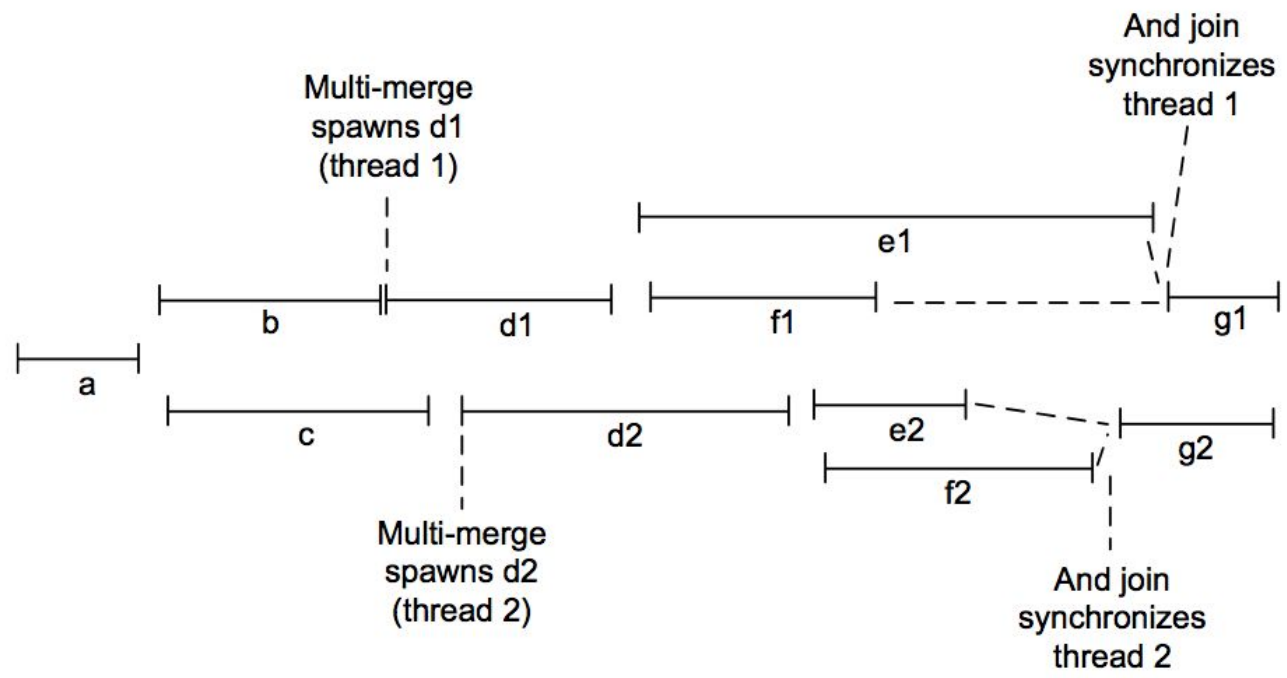 And join
synchronizes
thread 1
Multi-merge
spawns d1
(thread 1)
e1
b
d1
f1
g1
a
c
d2
e2
g2
f2
Multi-merge
spawns d2
(thread 2)
And join
synchronizes
thread 2